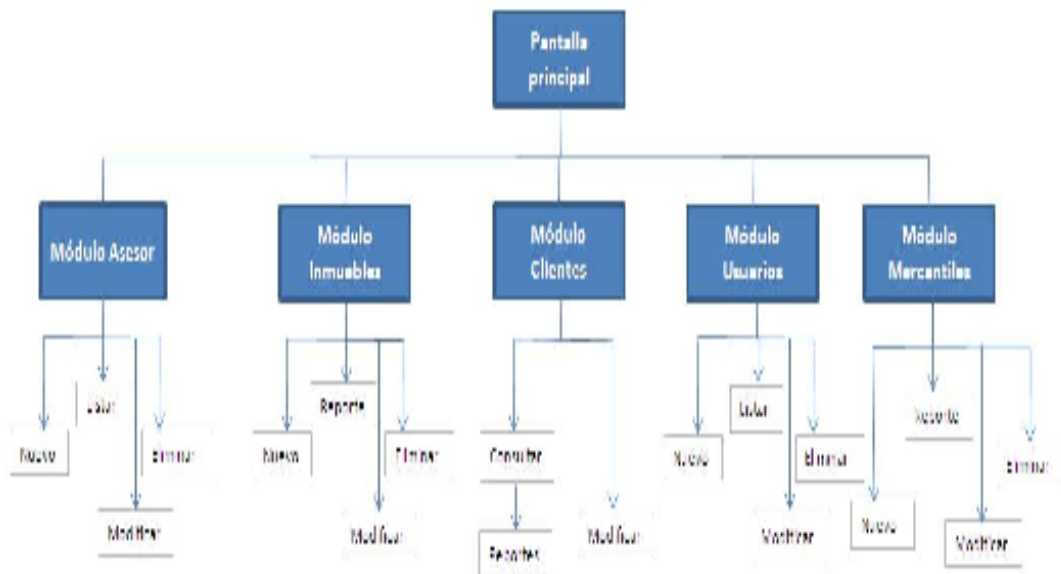 Pantalla
principal
Módulo Asesor
Módulo
Inmuebles
Módulo
Clientes
Módulo
Usuarios
Módulo
Mercantiles
Listar
Nuevo
Eliminar
Modificar
Reporte
Nuevo
Eliminar
Modificar
Consultar
Reportes
Modificar
Listar
Nuevo
Eliminar
Modificar
Reporte
Eliminar
Nuevo
Modificar